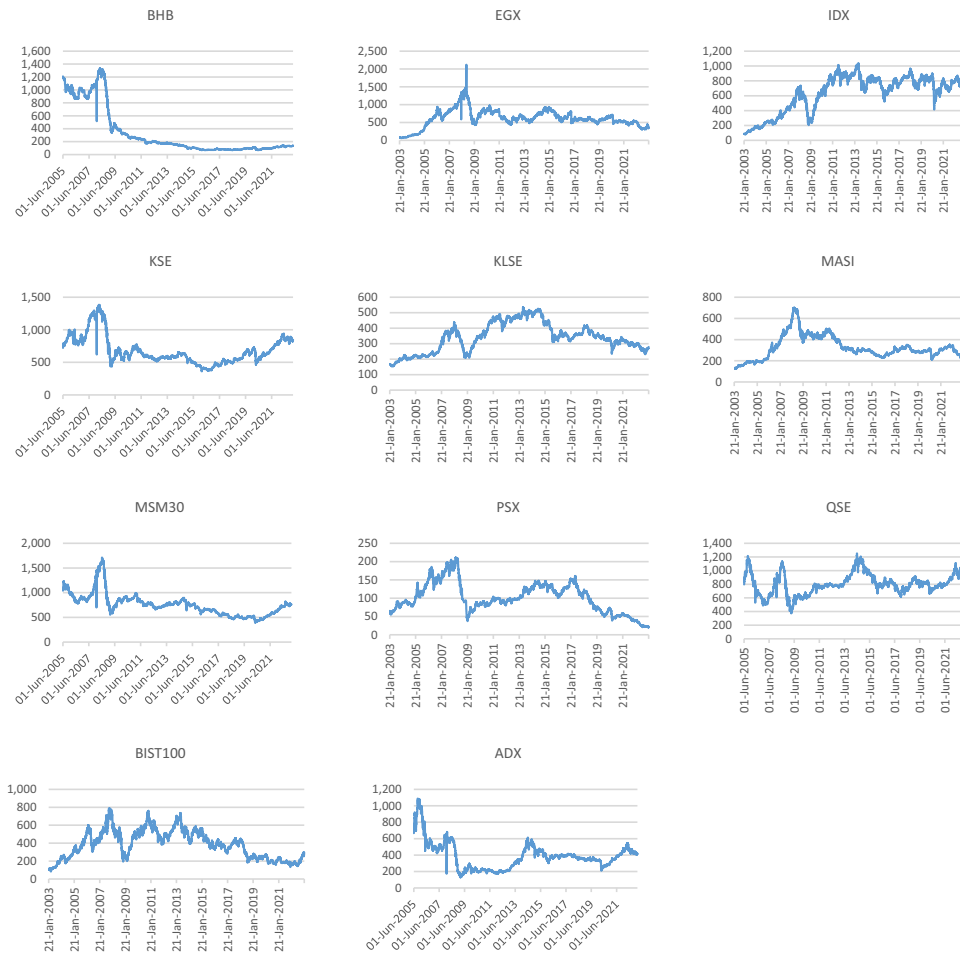 BHB
1,600
1,400
1,200
1,000
800
600
400
200
0
01-Jun-2005
01-Jun-2007
01-Jun-2009
01-Jun-2011
01-Jun-2013
01-Jun-2015
01-Jun-2017
01-Jun-2019
01-Jun-2021
EGX
2,500
2,000
1,500
1,000
500
0
21-Jan-2003
21-Jan-2005
21-Jan-2007
21-Jan-2009
21-Jan-2011
21-Jan-2013
21-Jan-2015
21-Jan-2017
21-Jan-2019
21-Jan-2021
IDX
1,200
1,000
800
600
400
200
0
21-Jan-2003
21-Jan-2005
21-Jan-2007
21-Jan-2009
21-Jan-2011
21-Jan-2013
21-Jan-2015
21-Jan-2017
21-Jan-2019
21-Jan-2021
KSE
1,500
1,000
500
0
01-Jun-2005
01-Jun-2007
01-Jun-2009
01-Jun-2011
01-Jun-2013
01-Jun-2015
01-Jun-2017
01-Jun-2019
01-Jun-2021
KLSE
600
500
400
300
200
100
0
21-Jan-2003
21-Jan-2005
21-Jan-2007
21-Jan-2009
21-Jan-2011
21-Jan-2013
21-Jan-2015
21-Jan-2017
21-Jan-2019
21-Jan-2021
MASI
800
600
400
200
0
21-Jan-2003
21-Jan-2005
21-Jan-2007
21-Jan-2009
21-Jan-2011
21-Jan-2013
21-Jan-2015
21-Jan-2017
21-Jan-2019
21-Jan-2021
MSM30
2,000
1,500
1,000
500
0
01-Jun-2005
01-Jun-2007
01-Jun-2009
01-Jun-2011
01-Jun-2013
01-Jun-2015
01-Jun-2017
01-Jun-2019
01-Jun-2021
PSX
250
200
150
100
50
0
21-Jan-2003
21-Jan-2005
21-Jan-2007
21-Jan-2009
21-Jan-2011
21-Jan-2013
21-Jan-2015
21-Jan-2017
21-Jan-2019
21-Jan-2021
QSE
1,400
1,200
1,000
800
600
400
200
0
01-Jun-2005
01-Jun-2007
01-Jun-2009
01-Jun-2011
01-Jun-2013
01-Jun-2015
01-Jun-2017
01-Jun-2019
01-Jun-2021
BIST100
1,000
800
600
400
200
0
21-Jan-2003
21-Jan-2005
21-Jan-2007
21-Jan-2009
21-Jan-2011
21-Jan-2013
21-Jan-2015
21-Jan-2017
21-Jan-2019
21-Jan-2021
ADX
1,200
1,000
800
600
400
200
0
01-Jun-2005
01-Jun-2007
01-Jun-2009
01-Jun-2011
01-Jun-2013
01-Jun-2015
01-Jun-2017
01-Jun-2019
01-Jun-2021